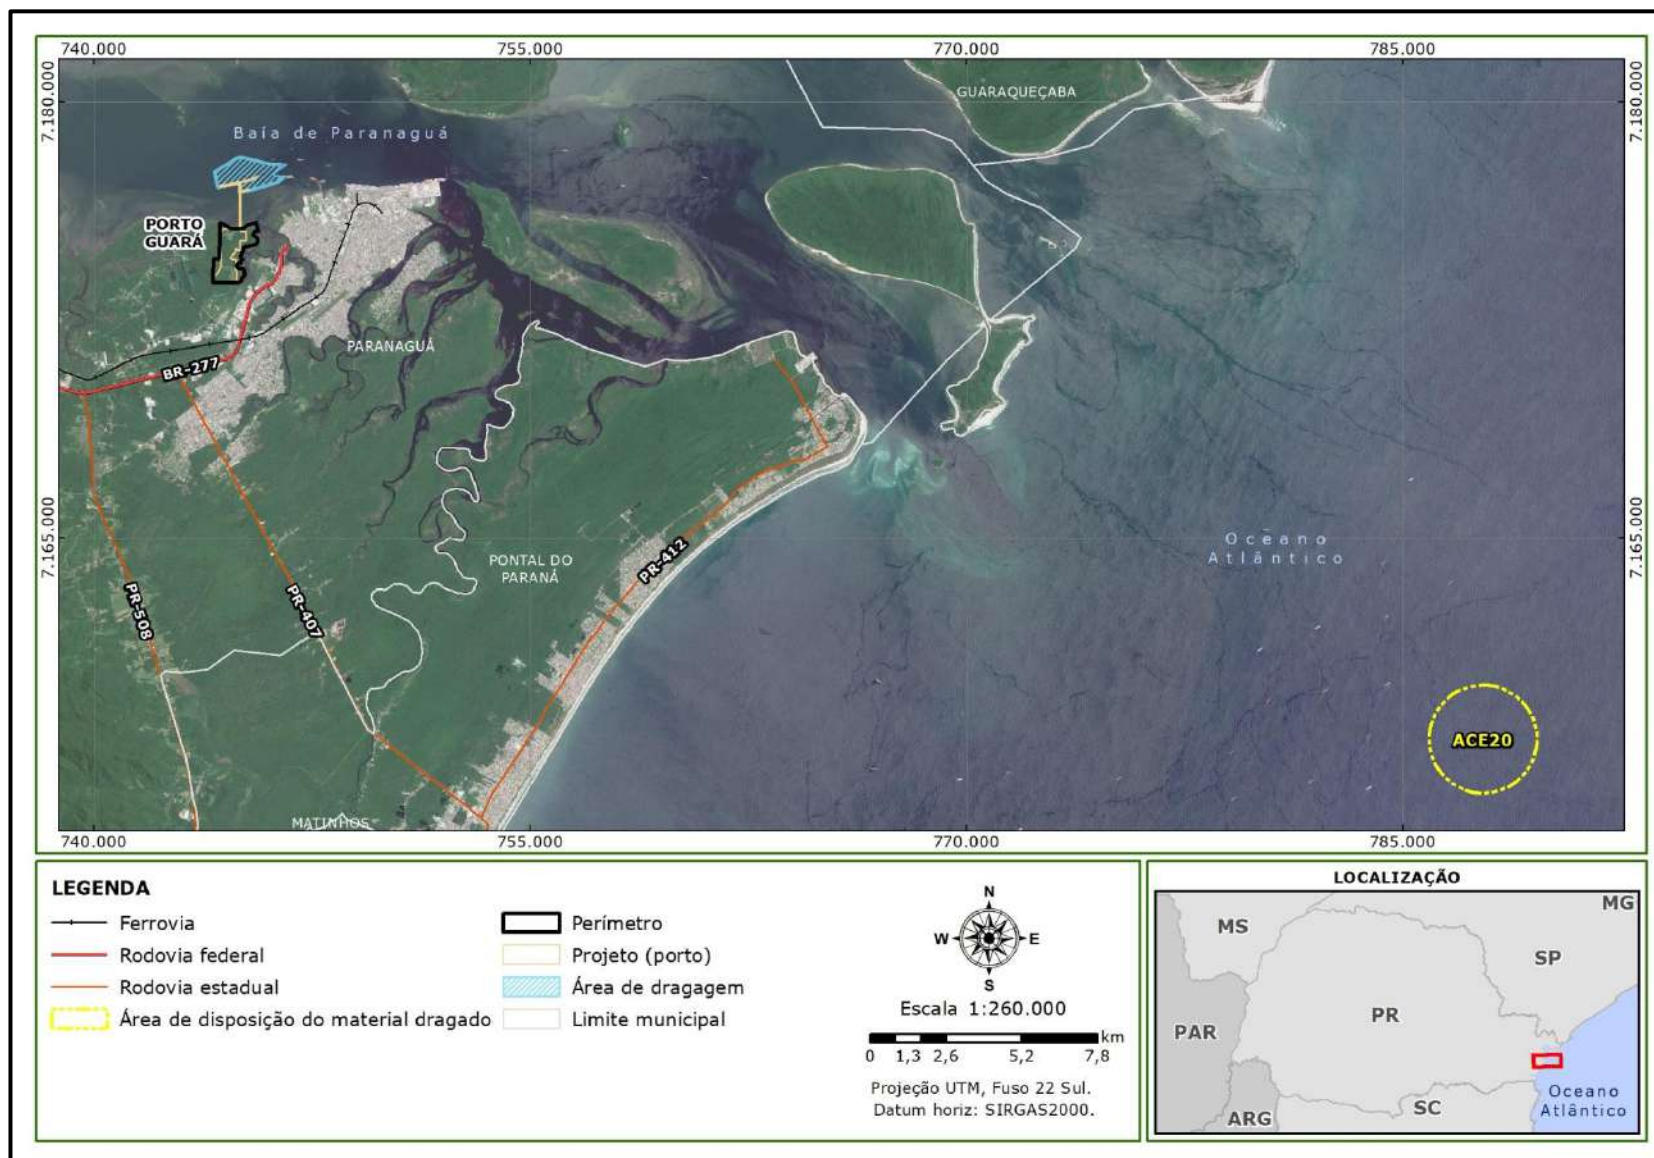 740.000
755.000
770.000
785.000
7.180.000
7.180.000
GUARAQUEÇABA
Baía de Paranaguá
PORTO
GUARÁ
PARANAGUÁ
BR-277
7.165.000
7.165.000
Oceano
Atlântico
PONTAL DO
PARANÁ
PR-412
PR-508
PR-407
ACE20
MATINHOS
740.000
755.000
770.000
785.000
LEGENDA
Ferrovia
Rodovia federal
Rodovia estadual
Área de disposição do material dragado
Perímetro
Projeto (porto)
Área de dragagem
Limite municipal
N
W
E
S
Escala 1:260.000
km
0 1,3 2,6 5,2 7,8
Projeção UTM, Fuso 22 Sul.
Datum horiz: SIRGAS2000.
LOCALIZAÇÃO
MG
MS
SP
PR
PAR
Oceano
Atlântico
SC
ARG